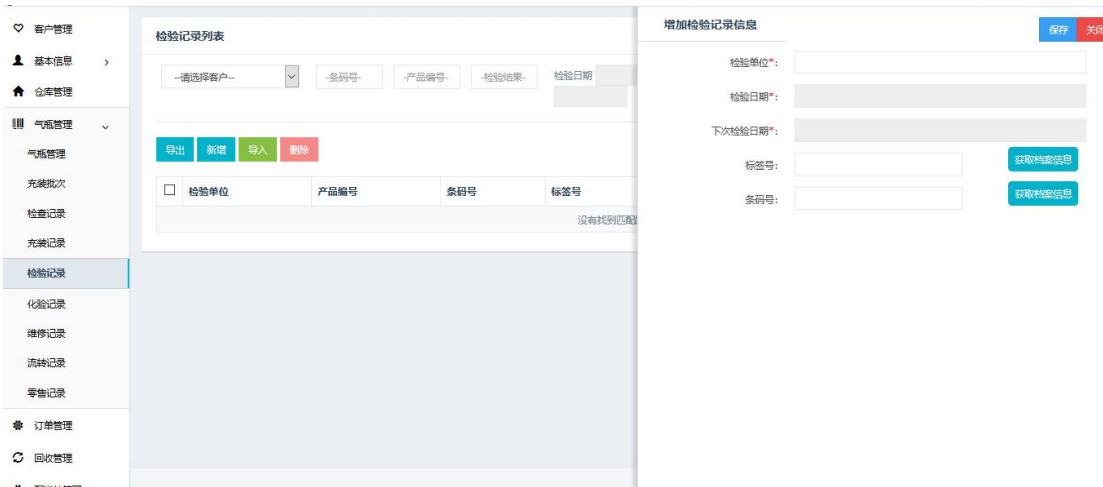 客户管理
基本信息
仓库管理
气瓶管理
气瓶管理
充装批次
检查记录
充装记录
检验记录
化验记录
维修记录
流转记录
零售记录
订单管理
回收管理
检验记录列表
--请选择客户-- -条码号- -产品编号- -检验结果- 检验日期
导出 新增 导入 删除
检验单位 产品编号 条码号 标签号
没有找到匹配
增加检验记录信息 保存 关闭
检验单位*:
检验日期*:
下次检验日期*:
标签号: 获取档案信息
条码号: 获取档案信息